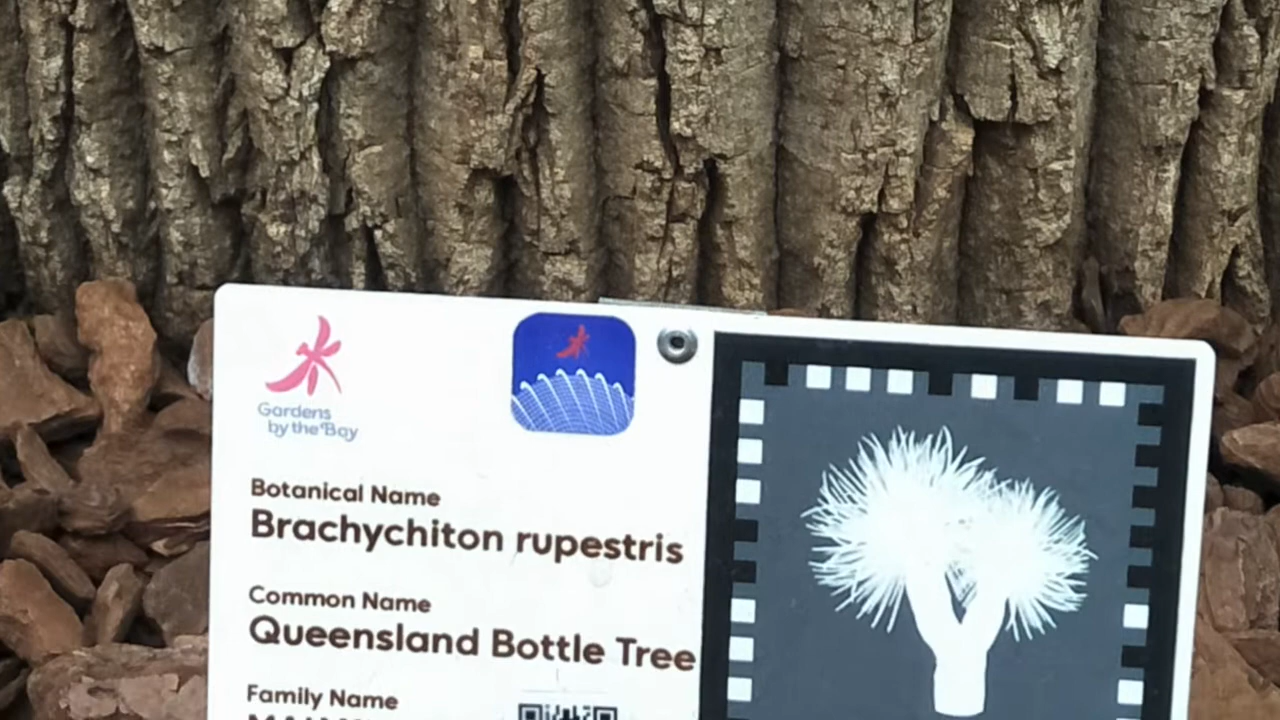 Gardens
by the Bay
Botanical Name
Brachychiton rupestris
Common Name
Queensland Bottle Tree
Family Name